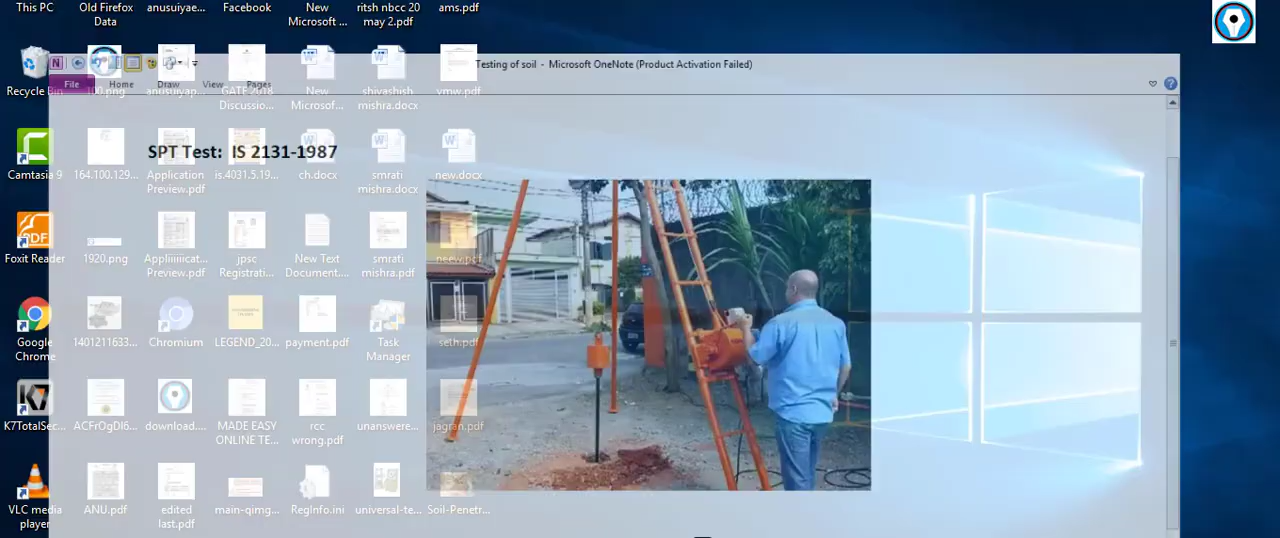 This PC
Old Firefox
Data
anusuiyae...
Facebook
New
Microsoft ...
ritsh nbcc 20
may 2.pdf
ams.pdf
Testing of soil - Microsoft OneNote (Product Activation Failed)
File
Home
Draw
View
Pages
Recycle Bin
100.png
anusuiyap...
GATE 2018
Discussio...
New
Microsof...
shivashish
mishra.docx
vmw.pdf
SPT Test: IS 2131-1987
Camtasia 9
164.100.129...
Application
Preview.pdf
is.4031.5.19...
ch.docx
smrati
mishra.docx
new.docx
Foxit Reader
1920.png
Preview.pdf
jpsc
Registrati...
New Text
Document....
smrati
mishra.pdf
neew.pdf
Google
Chrome
1401211633...
Chromium
LEGEND_20...
payment.pdf
Task
Manager
seth.pdf
K7TotalSec...
download....
MADE EASY
ONLINE TE...
rcc
wrong.pdf
unanswere...
jagran.pdf
VLC media
player
ANU.pdf
edited
last.pdf
main-qimg...
RegInfo.ini
universal-te...
Soil-Penetr...